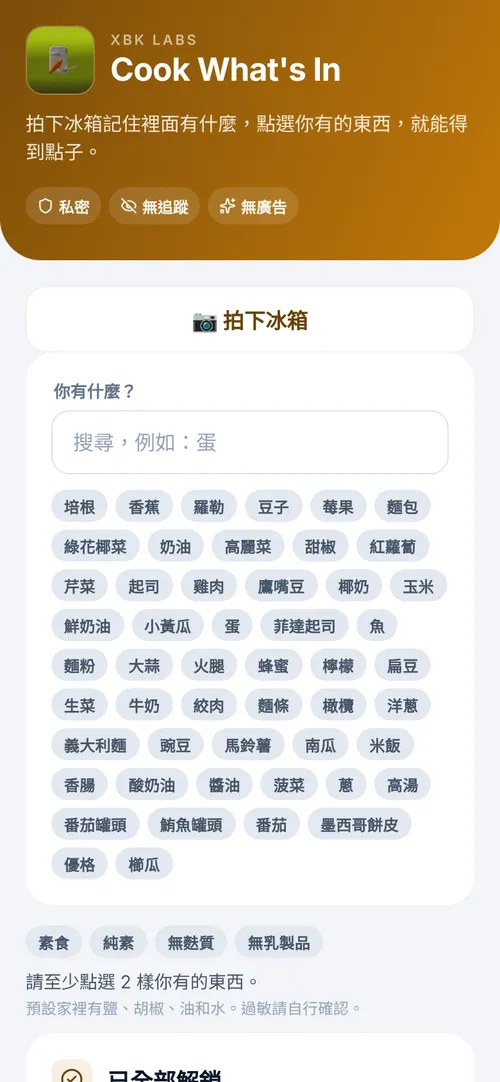 XBK LABS
Cook What's In
拍下冰箱記住裡面有什麼，點選你有的東西，就能得
到點子。
私密 無追蹤 無廣告
📷 拍下冰箱
你有什麼？
搜尋，例如：蛋
培根 香蕉 羅勒 豆子 莓果 麵包
綠花椰菜 奶油 高麗菜 甜椒 紅蘿蔔
芹菜 起司 雞肉 鷹嘴豆 椰奶 玉米
鮮奶油 小黃瓜 蛋 菲達起司 魚
麵粉 大蒜 火腿 蜂蜜 檸檬 扁豆
生菜 牛奶 絞肉 麵條 橄欖 洋蔥
義大利麵 豌豆 馬鈴薯 南瓜 米飯
香腸 酸奶油 醬油 菠菜 蔥 高湯
番茄罐頭 鮪魚罐頭 番茄 墨西哥餅皮
優格 櫛瓜
素食 純素 無麩質 無乳製品
請至少點選 2 樣你有的東西。
預設家裡有鹽、胡椒、油和水。過敏請自行確認。
已全部解鎖